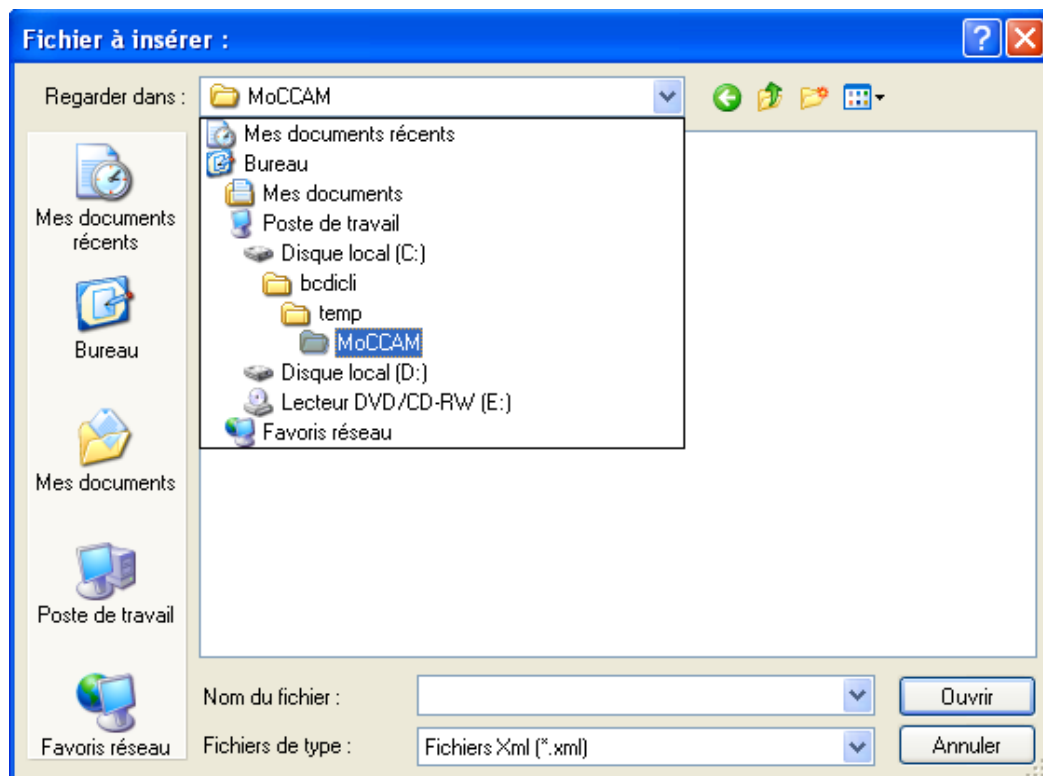 Fichier à insérer :
Regarder dans :
MoCCAM
Mes documents récents
Bureau
Mes documents
Poste de travail
Disque local (C:)
bcdicli
temp
MoCCAM
Disque local (D:)
Lecteur DVD/CD-RW (E:)
Favoris réseau
Mes documents
récents
Bureau
Mes documents
Poste de travail
Favoris réseau
Nom du fichier :
Ouvrir
Fichiers de type :
Fichiers Xml (*.xml)
Annuler